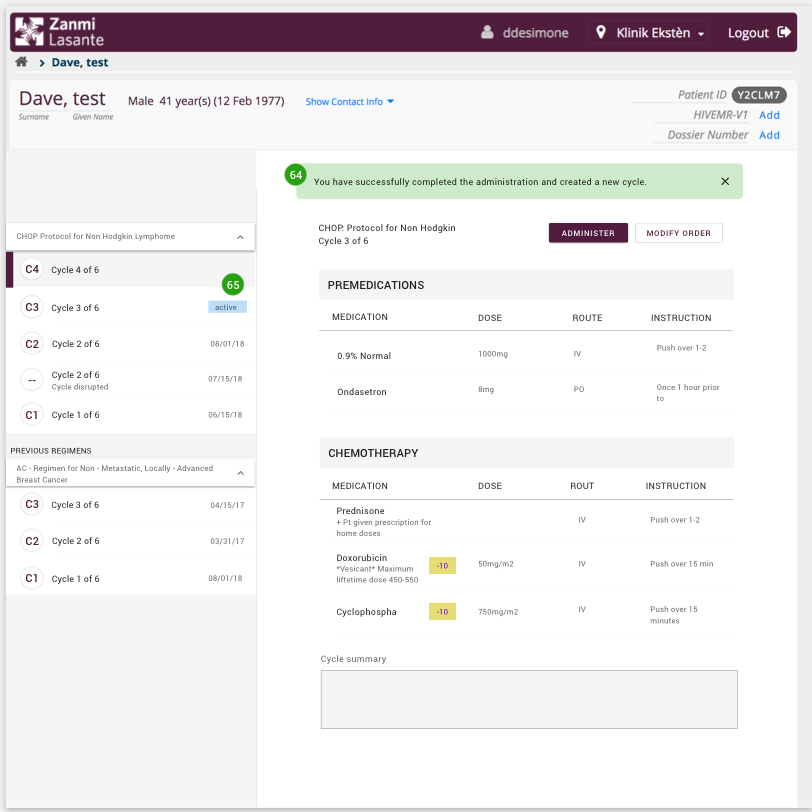 Zanmi
Lasante
ddesimone
Klinik Ekstèn
Logout
Dave, test
Dave, test
Surname
Given Name
Male 41 year(s) (12 Feb 1977)
Show Contact Info
Patient ID Y2CLM7
HIVEMR-V1 Add
Dossier Number Add
64
You have successfully completed the administration and created a new cycle.
CHOP Protocol for Non Hodgkin Lymphome
C4 Cycle 4 of 6
65
C3 Cycle 3 of 6 active
C2 Cycle 2 of 6 08/01/18
-- Cycle 2 of 6 07/15/18
Cycle disrupted
C1 Cycle 1 of 6 06/15/18
PREVIOUS REGIMENS
AC - Regimen for Non - Metastatic, Locally - Advanced
Breast Cancer
C3 Cycle 3 of 6 04/15/17
C2 Cycle 2 of 6 03/31/17
C1 Cycle 1 of 6 08/01/18
CHOP. Protocol for Non Hodgkin
Cycle 3 of 6
ADMINISTER
MODIFY ORDER
PREMEDICATIONS
MEDICATION DOSE ROUTE INSTRUCTION
0.9% Normal 1000mg IV Push over 1-2
Ondasetron 8mg PO Once 1 hour prior
to
CHEMOTHERAPY
MEDICATION DOSE ROUT INSTRUCTION
Prednisone IV Push over 1-2
+ Pt given prescription for
home doses
Doxorubicin -10 50mg/m2 IV Push over 15 min
*Vesicant* Maximum
liftetime dose 450-550
Cyclophospha -10 750mg/m2 IV Push over 15
minutes
Cycle summary